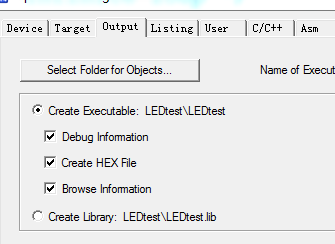 Device Target Output Listing User C/C++ Asm
Select Folder for Objects... Name of Execut
Create Executable: LEDtest\LEDtest
Debug Information
Create HEX File
Browse Information
Create Library: LEDtest\LEDtest.lib